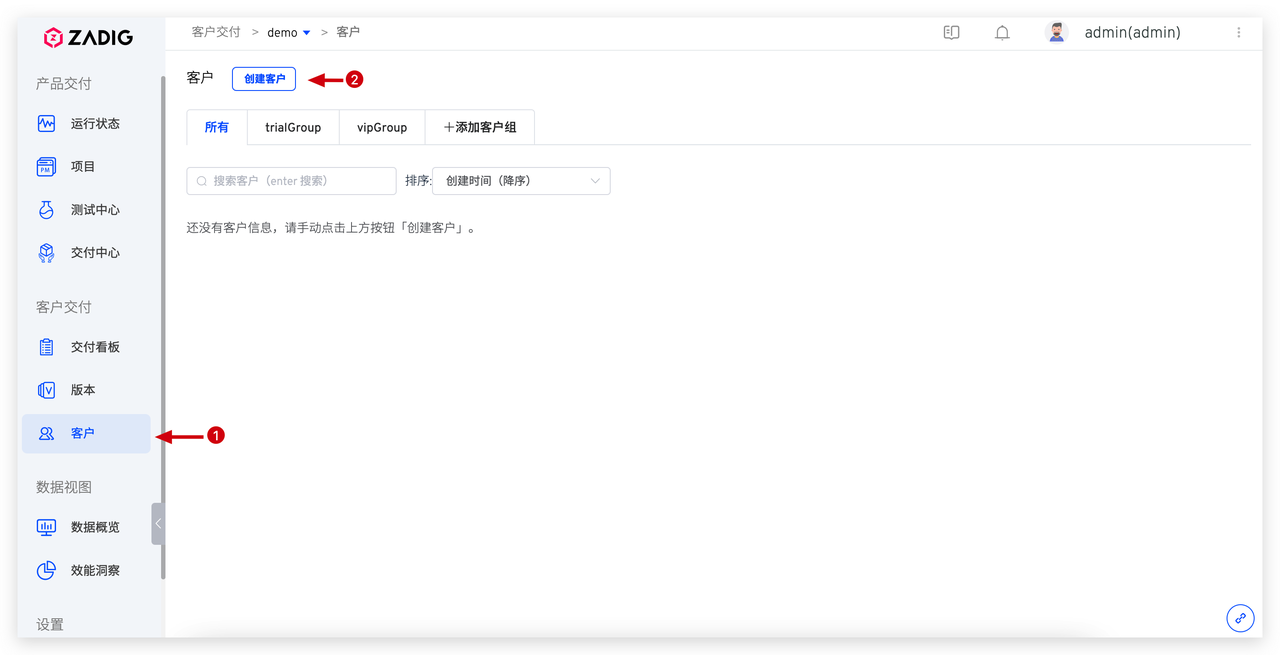 ZADIG
客户交付 > demo > 客户
admin(admin)
产品交付
运行状态
PM
项目
测试中心
交付中心
客户交付
交付看板
V
版本
客户
1
数据视图
数据概览
效能洞察
设置
客户
创建客户
2
所有
trialGroup
vipGroup
+添加客户组
搜索客户（enter 搜索）
排序:
创建时间（降序）
还没有客户信息，请手动点击上方按钮「创建客户」。